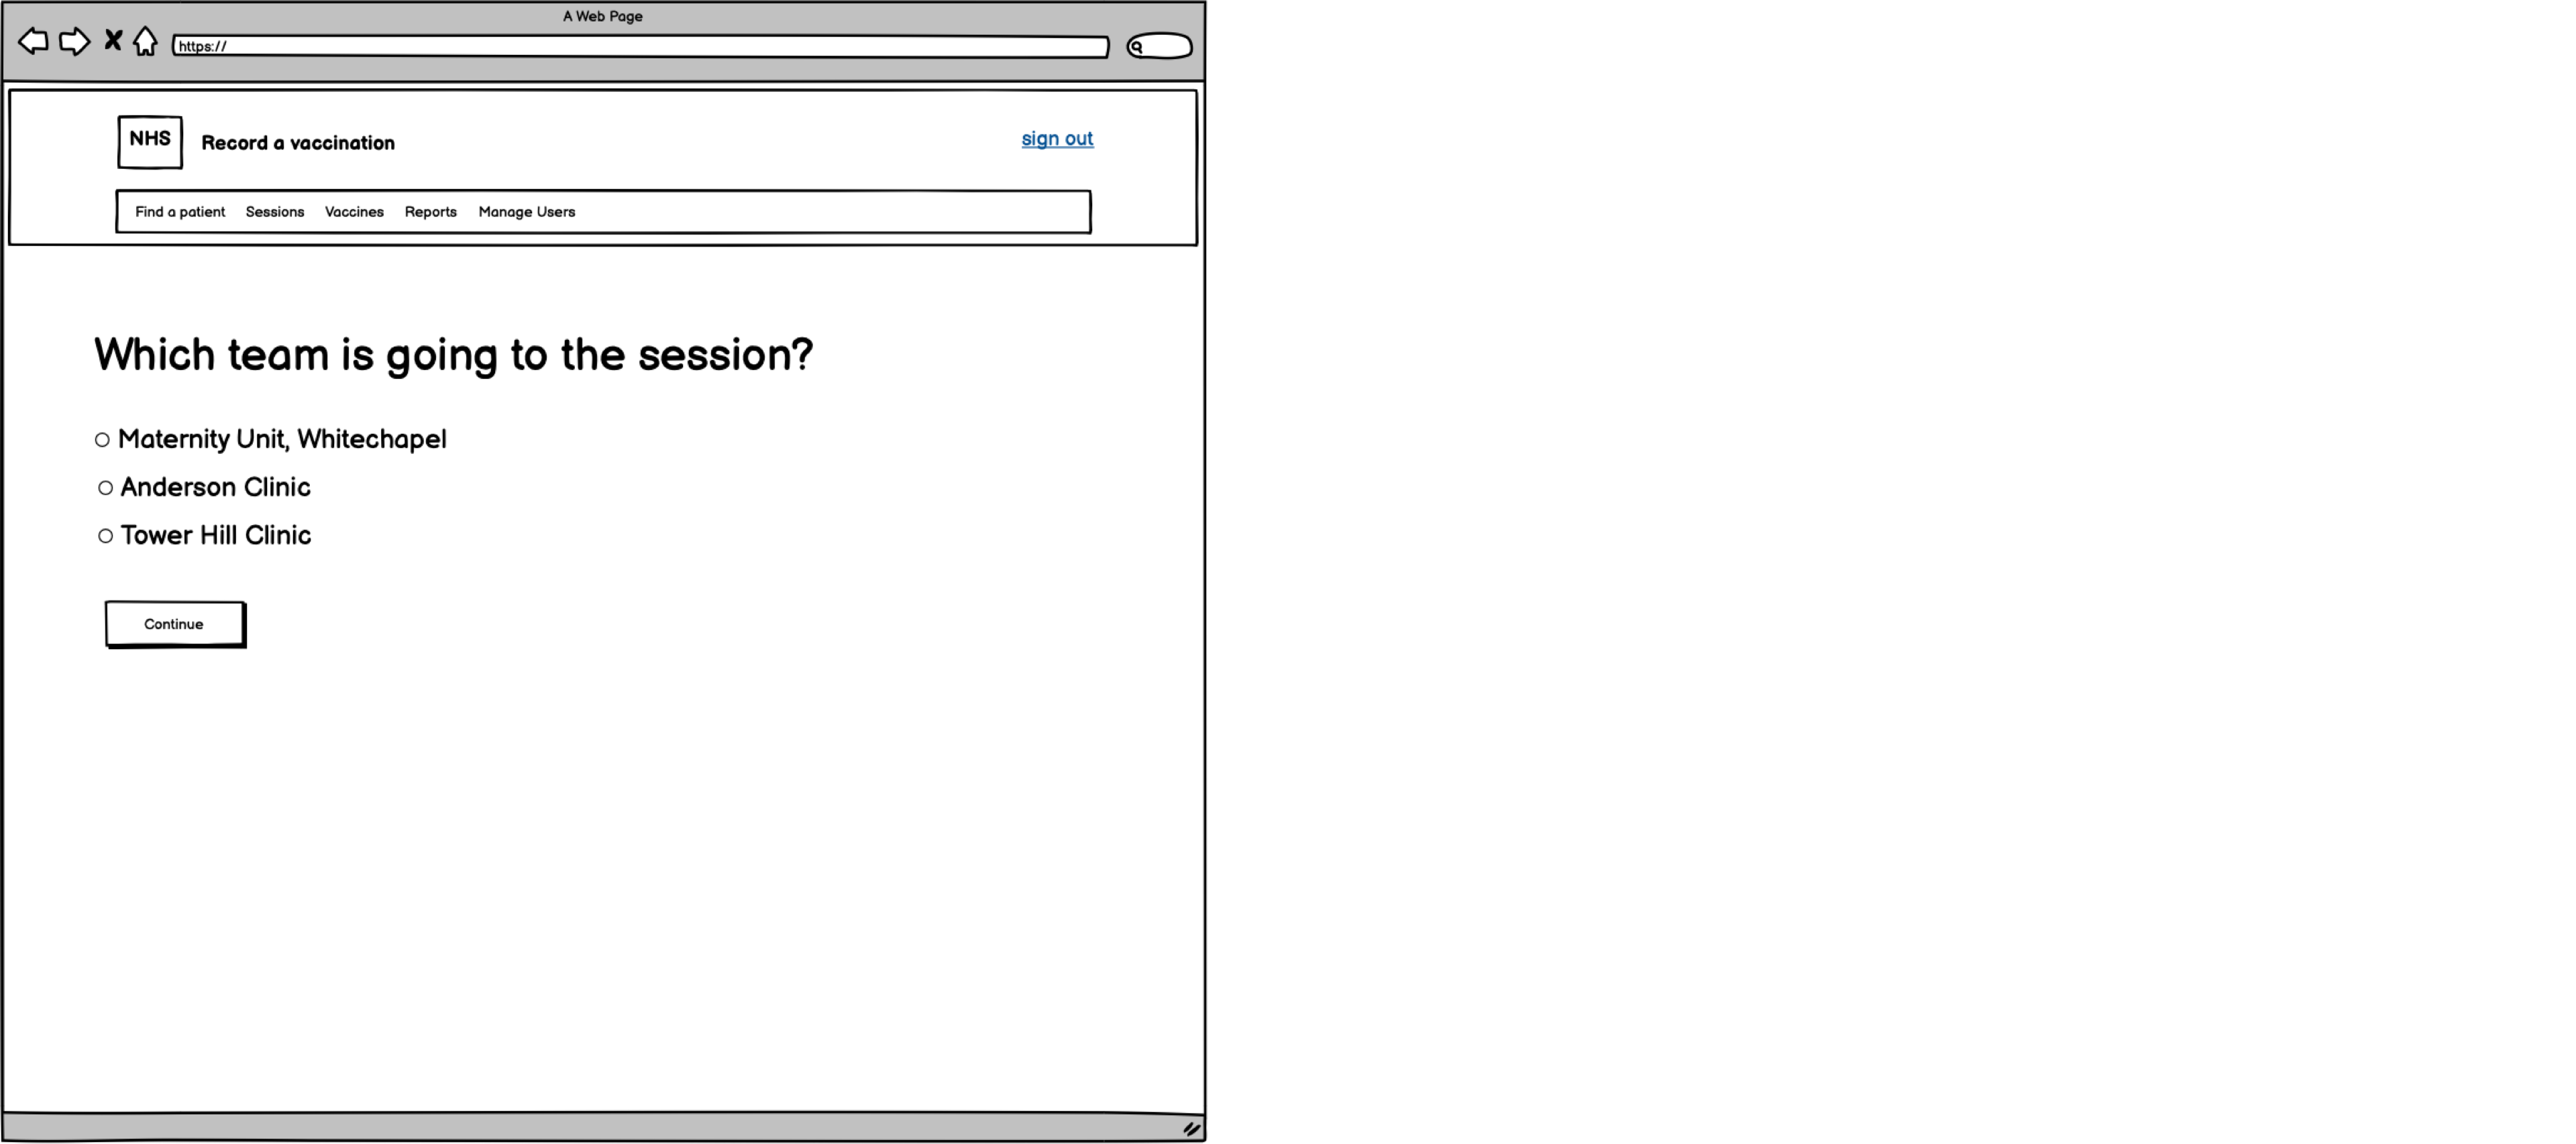 A Web Page
https://
NHS
Record a vaccination
sign out
Find a patient Sessions Vaccines Reports Manage Users
Which team is going to the session?
Maternity Unit, Whitechapel
Anderson Clinic
Tower Hill Clinic
Continue